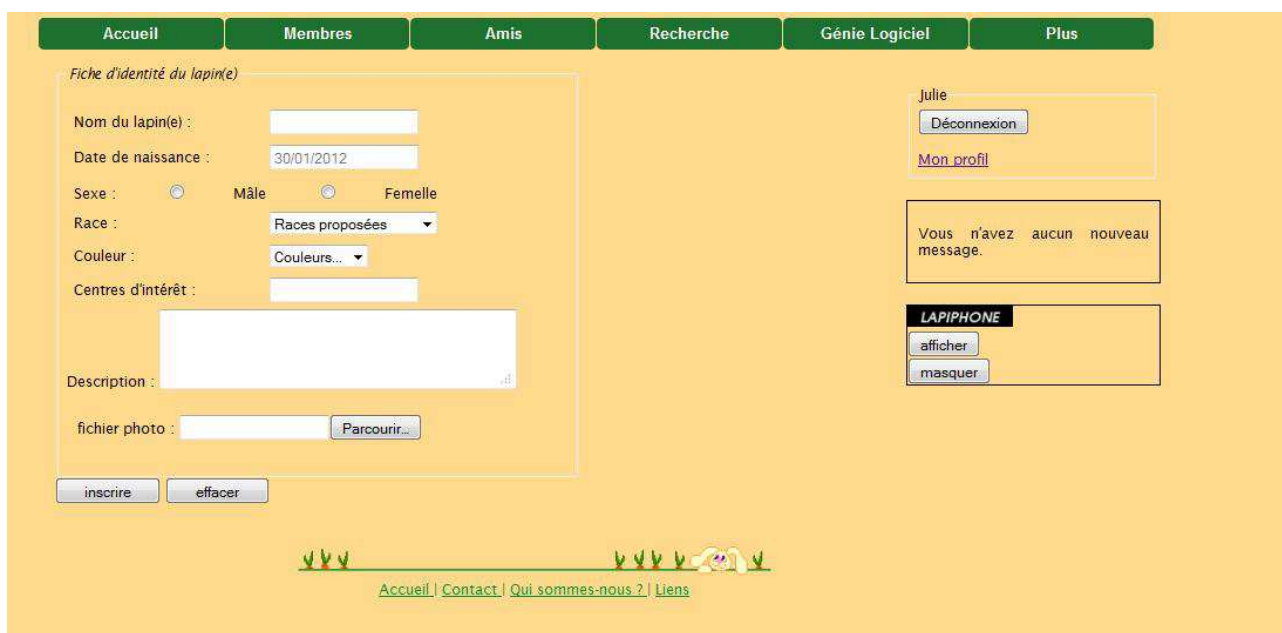 Accueil Membres Amis Recherche Génie Logiciel Plus
Fiche d'identité du lapin(e)
Nom du lapin(e) :
Date de naissance : 30/01/2012
Sexe : Mâle Femelle
Race : Races proposées
Couleur : Couleurs...
Centres d'intérêt :
Description :
fichier photo : Parcourir...
inscrire effacer
Julie
Déconnexion
Mon profil
Vous n'avez aucun nouveau
message.
LAPIPHONE
afficher
masquer
Accueil | Contact | Qui sommes-nous ? | Liens